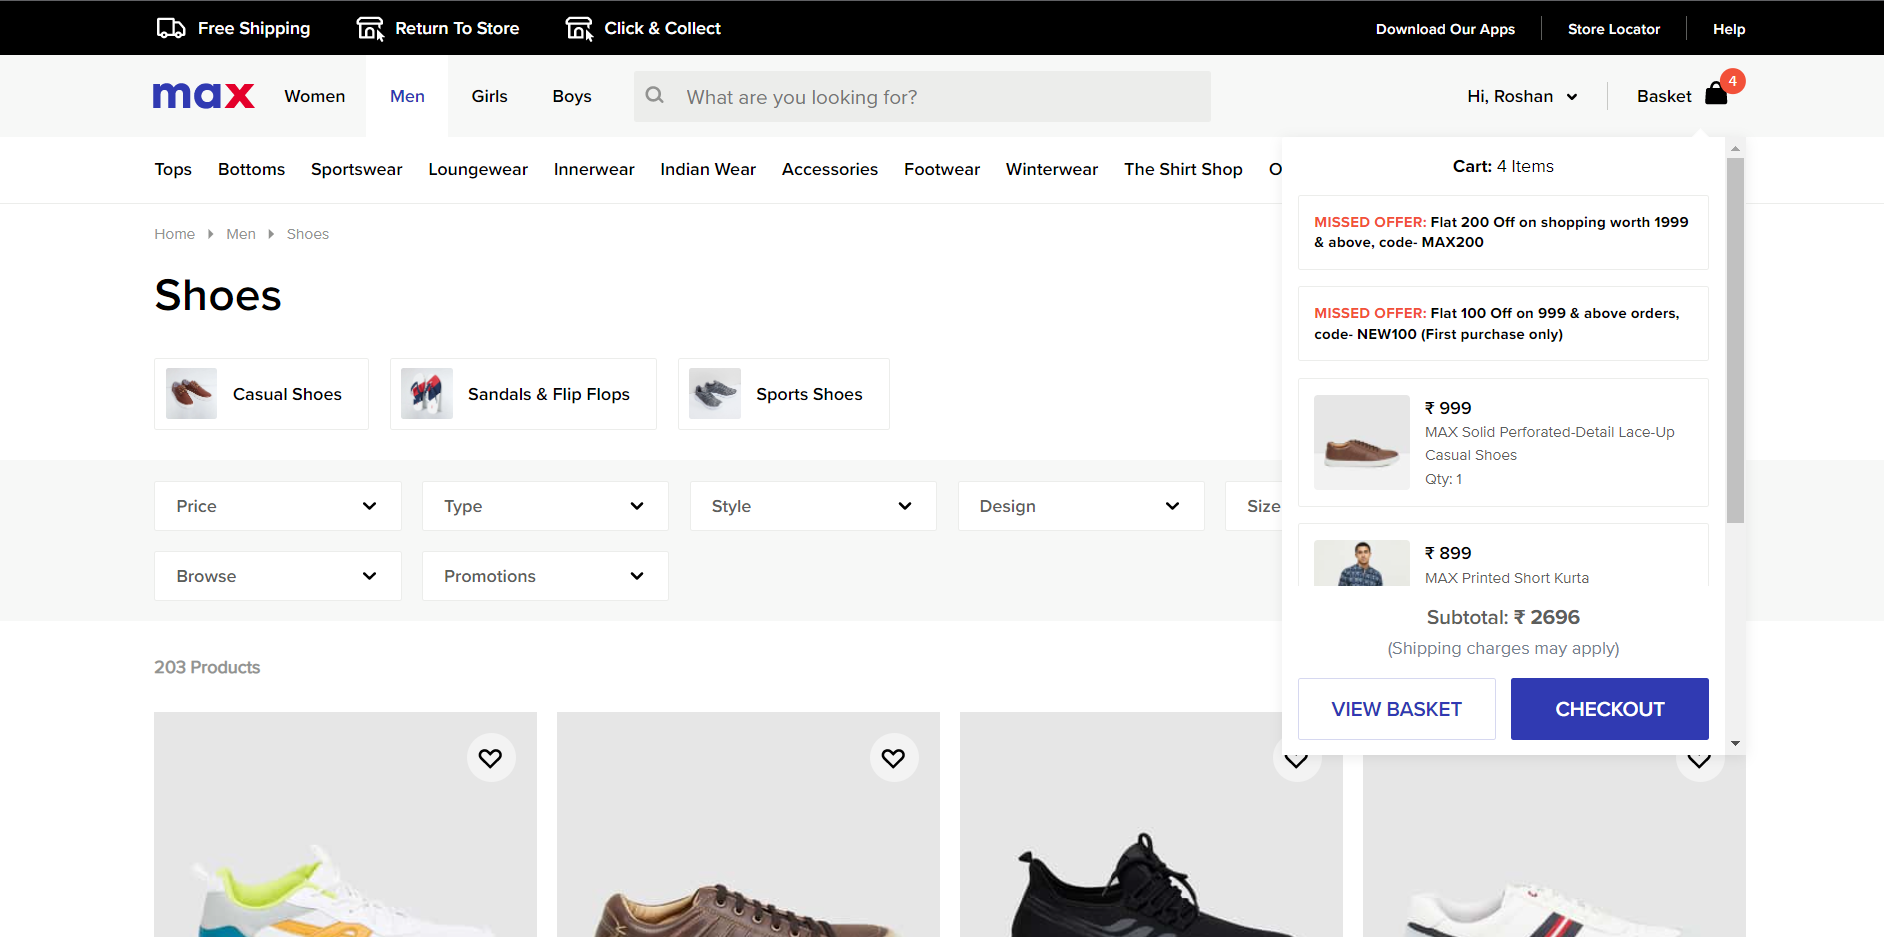 Free Shipping
Return To Store
Click & Collect
Download Our Apps
Store Locator
Help
max
Women
Men
Girls
Boys
What are you looking for?
Hi, Roshan
Basket
4
Tops
Bottoms
Sportswear
Loungewear
Innerwear
Indian Wear
Accessories
Footwear
Winterwear
The Shirt Shop
O
Home
Men
Shoes
Shoes
Casual Shoes
Sandals & Flip Flops
Sports Shoes
Price
Type
Style
Design
Size
Browse
Promotions
203 Products
Cart: 4 Items
MISSED OFFER: Flat 200 Off on shopping worth 1999
& above, code- MAX200
MISSED OFFER: Flat 100 Off on 999 & above orders,
code- NEW100 (First purchase only)
₹ 999
MAX Solid Perforated-Detail Lace-Up
Casual Shoes
Qty: 1
₹ 899
MAX Printed Short Kurta
Subtotal: ₹ 2696
(Shipping charges may apply)
VIEW BASKET
CHECKOUT